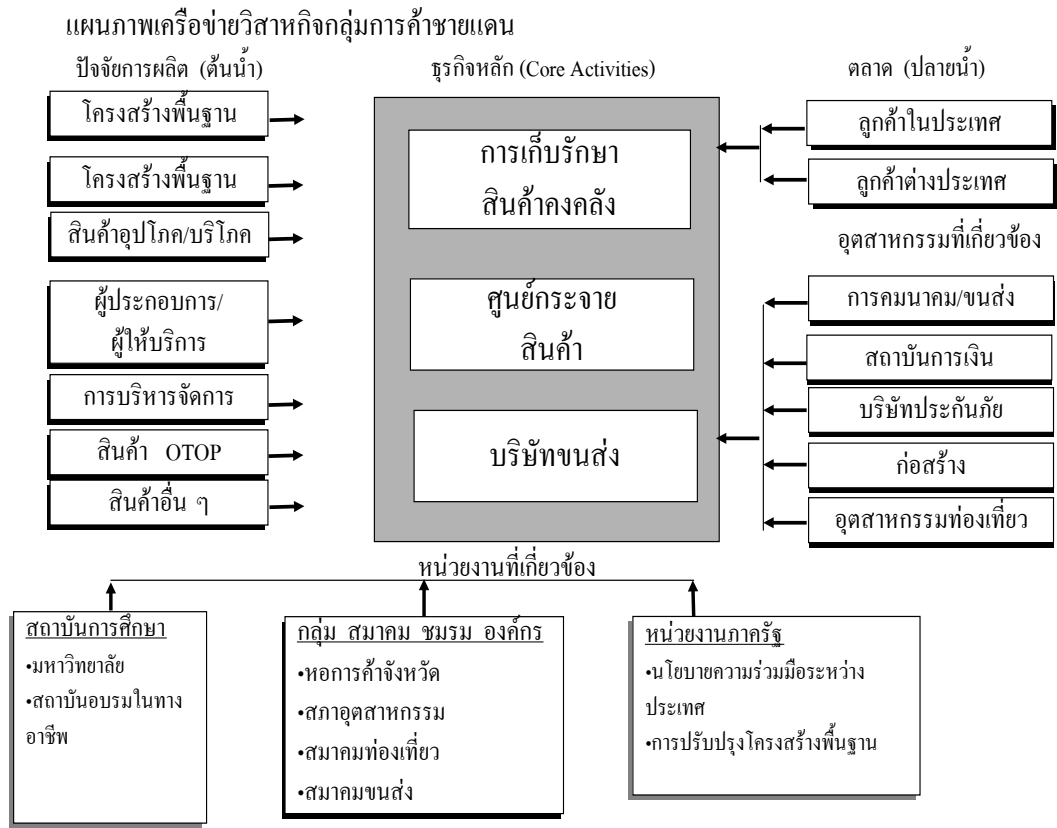 แผนภาพเครือข่ายวิสาหกิจกลุ่มการค้าชายแดน
ปัจจัยการผลิต (ต้นน้ำ)
โครงสร้างพื้นฐาน
โครงสร้างพื้นฐาน
สินค้าอุปโภค/บริโภค
ผู้ประกอบการ/
ผู้ให้บริการ
การบริหารจัดการ
สินค้า OTOP
สินค้าอื่น ๆ
ธุรกิจหลัก (Core Activities)
การเก็บรักษา
สินค้าคงคลัง
ศูนย์กระจาย
สินค้า
บริษัทขนส่ง
ตลาด (ปลายน้ำ)
ลูกค้าในประเทศ
ลูกค้าต่างประเทศ
อุตสาหกรรมที่เกี่ยวข้อง
การคมนาคม/ขนส่ง
สถาบันการเงิน
บริษัทประกันภัย
ก่อสร้าง
อุตสาหกรรมท่องเที่ยว
หน่วยงานที่เกี่ยวข้อง
สถาบันการศึกษา
•มหาวิทยาลัย
•สถาบันอบรมในทาง
อาชีพ
กลุ่ม สมาคม ชมรม องค์กร
•หอการค้าจังหวัด
•สภาอุตสาหกรรม
•สมาคมท่องเที่ยว
•สมาคมขนส่ง
หน่วยงานภาครัฐ
•นโยบายความร่วมมือระหว่าง
ประเทศ
•การปรับปรุงโครงสร้างพื้นฐาน